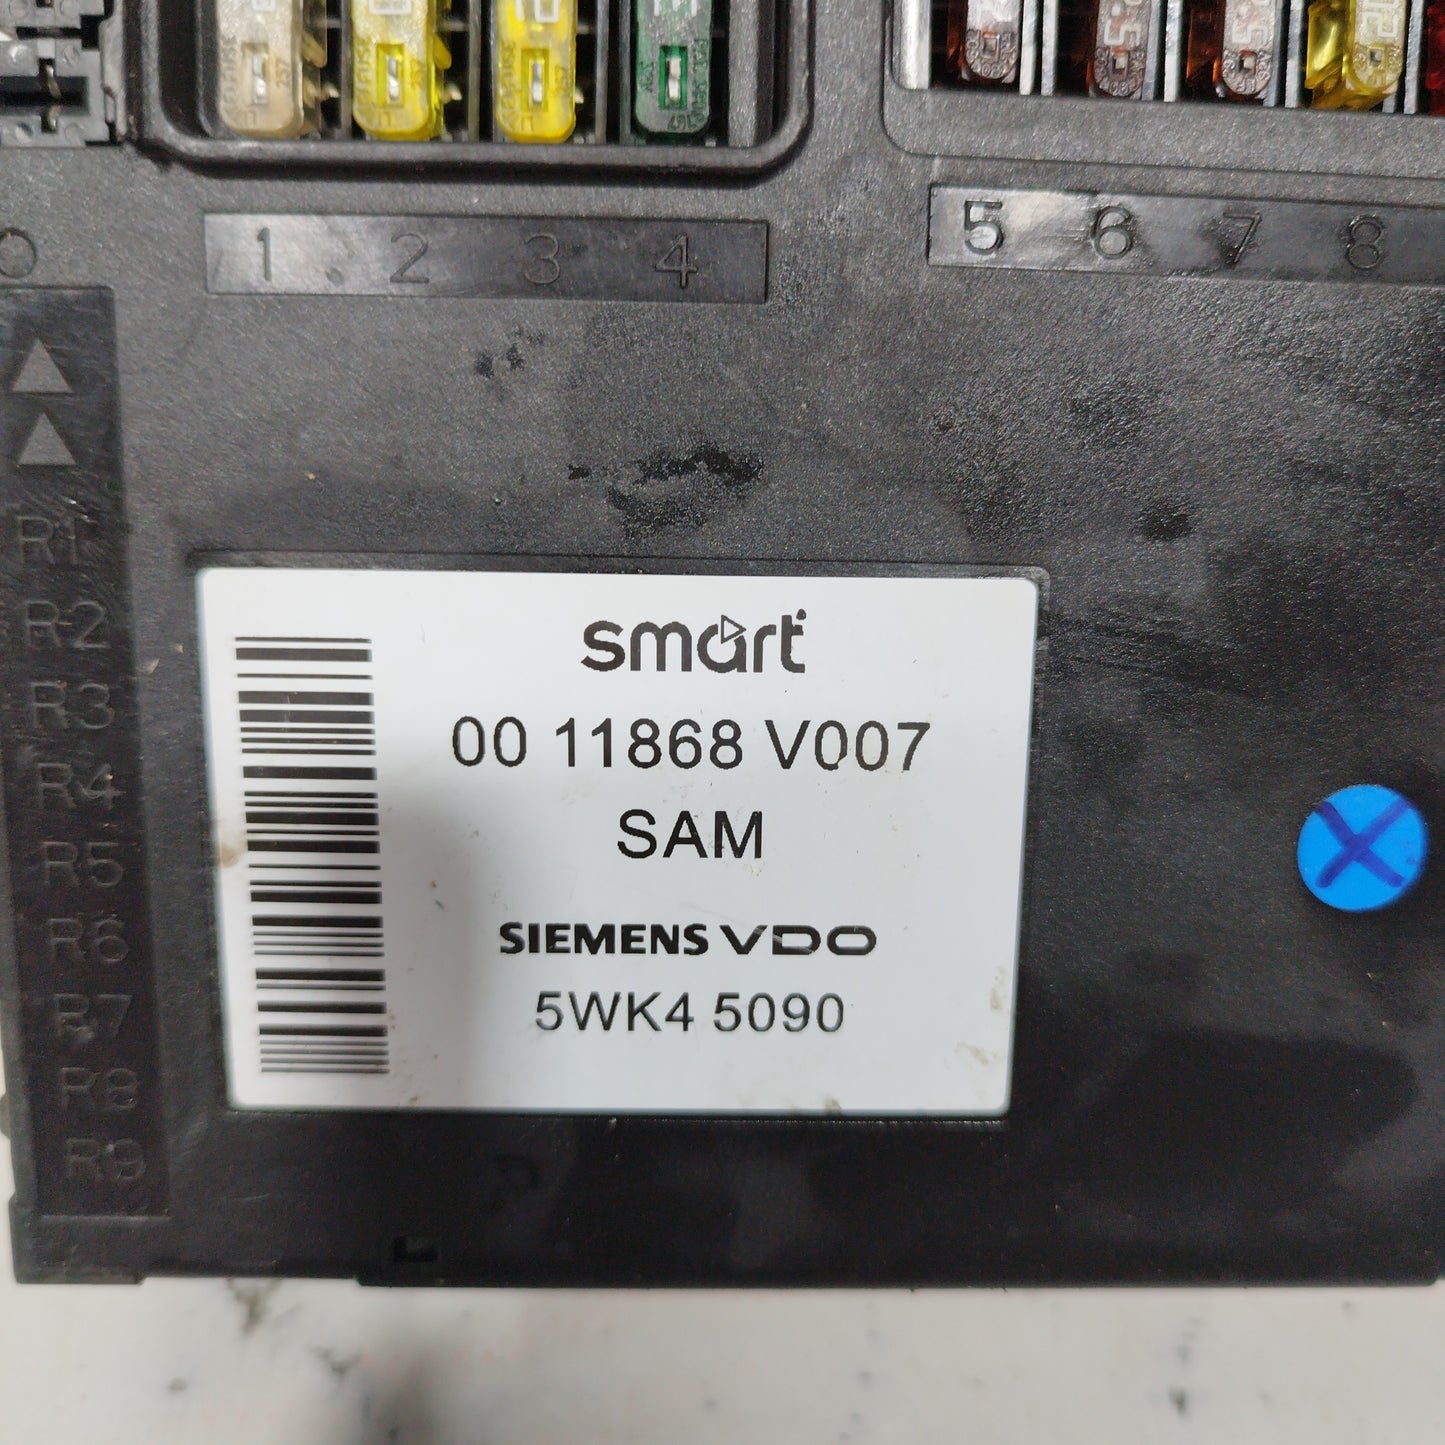 1 2 3 4
5 6 7 8
R1
R2
R3
R4
R5
R6
R7
R8
R9
smart
00 11868 V007
SAM
SIEMENS VDO
5WK4 5090